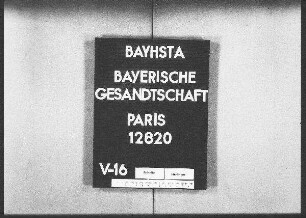 BAYHSTA
BAYERISCHE
GESANDTSCHAFT
PARIS
12820
V-16